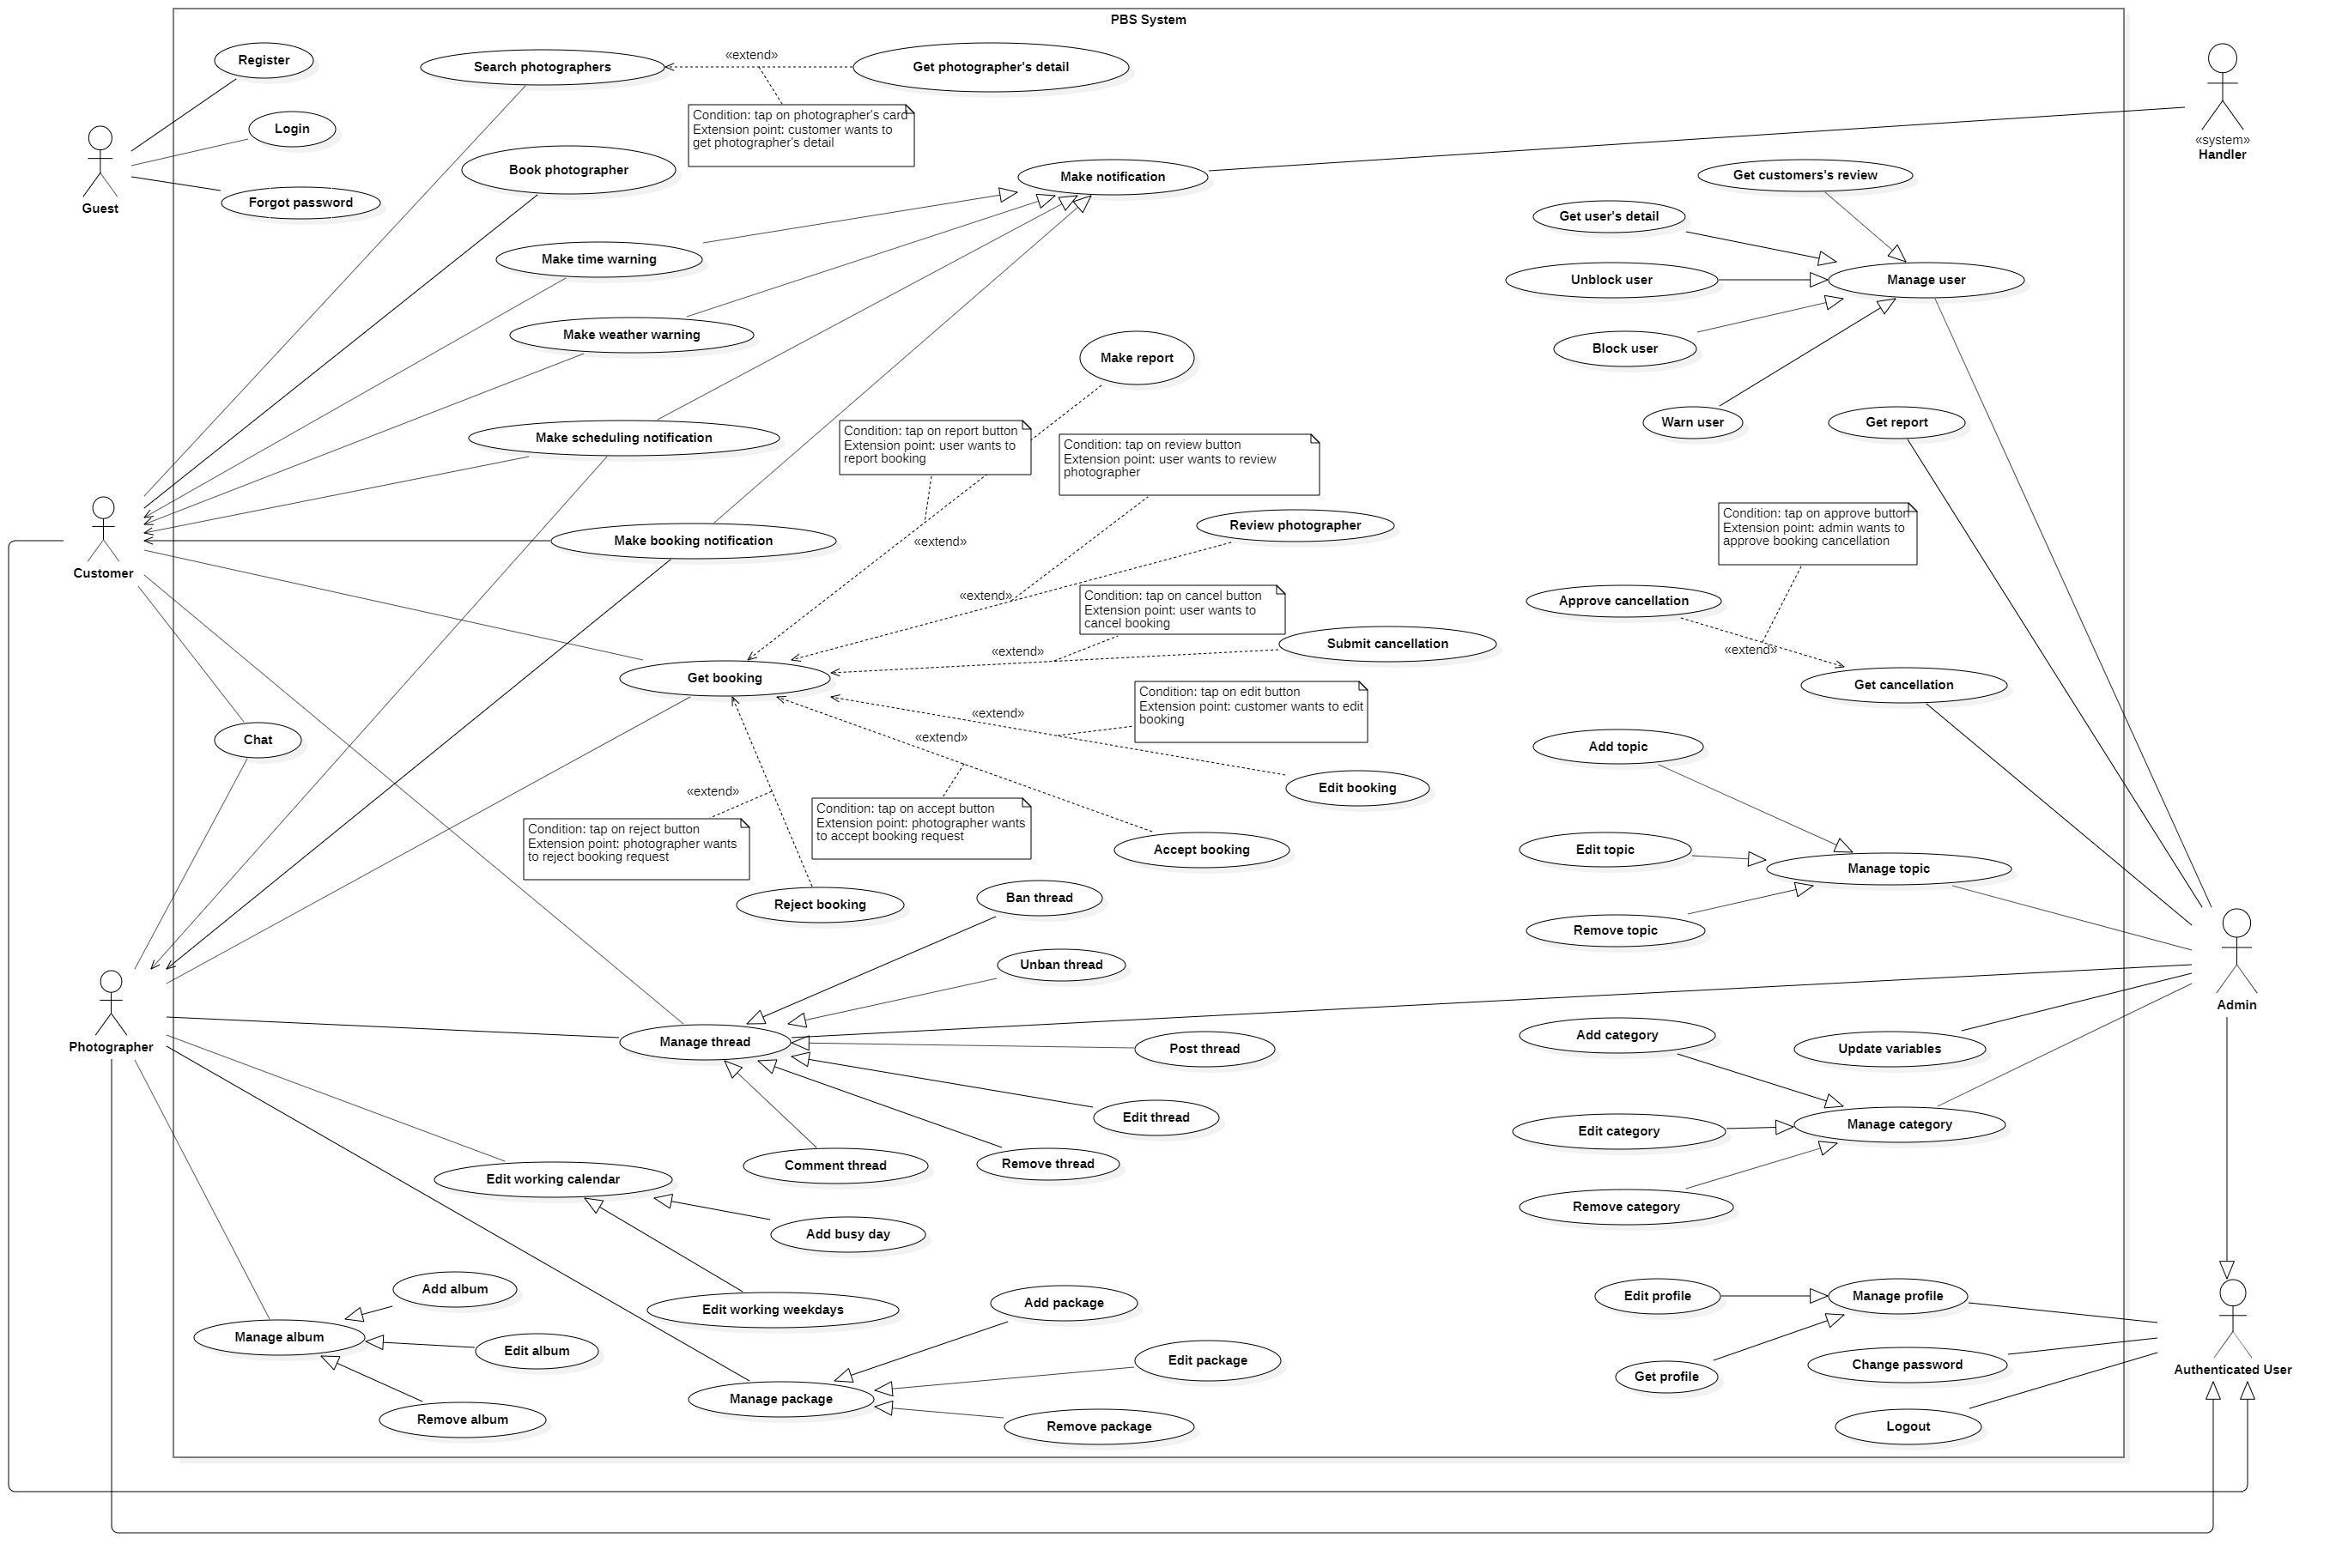 PBS System
Register
Search photographers
«extend»
Get photographer's detail
Condition: tap on photographer's card
Extension point: customer wants to
get photographer's detail
Login
Guest
Forgot password
Book photographer
Make notification
«system»
Handler
Get customers's review
Get user's detail
Make time warning
Unblock user
Manage user
Make weather warning
Block user
Make report
Warn user
Get report
Make scheduling notification
Condition: tap on report button
Extension point: user wants to
report booking
Condition: tap on review button
Extension point: user wants to review
photographer
Condition: tap on approve button
Extension point: admin wants to
approve booking cancellation
Review photographer
Make booking notification
«extend»
Customer
«extend»
Condition: tap on cancel button
Extension point: user wants to
cancel booking
Approve cancellation
«extend»
Submit cancellation
«extend»
Get booking
Get cancellation
Condition: tap on edit button
Extension point: customer wants to edit
booking
«extend»
«extend»
Chat
Add topic
Edit booking
«extend»
Condition: tap on accept button
Extension point: photographer wants
to accept booking request
Condition: tap on reject button
Extension point: photographer wants
to reject booking request
Accept booking
Edit topic
Manage topic
Reject booking
Ban thread
Remove topic
Unban thread
Admin
Photographer
Manage thread
Post thread
Add category
Update variables
Edit thread
Edit category
Manage category
Comment thread
Remove thread
Edit working calendar
Remove category
Add busy day
Add album
Edit working weekdays
Add package
Edit profile
Manage profile
Manage album
Edit album
Edit package
Get profile
Change password
Authenticated User
Manage package
Remove album
Remove package
Logout